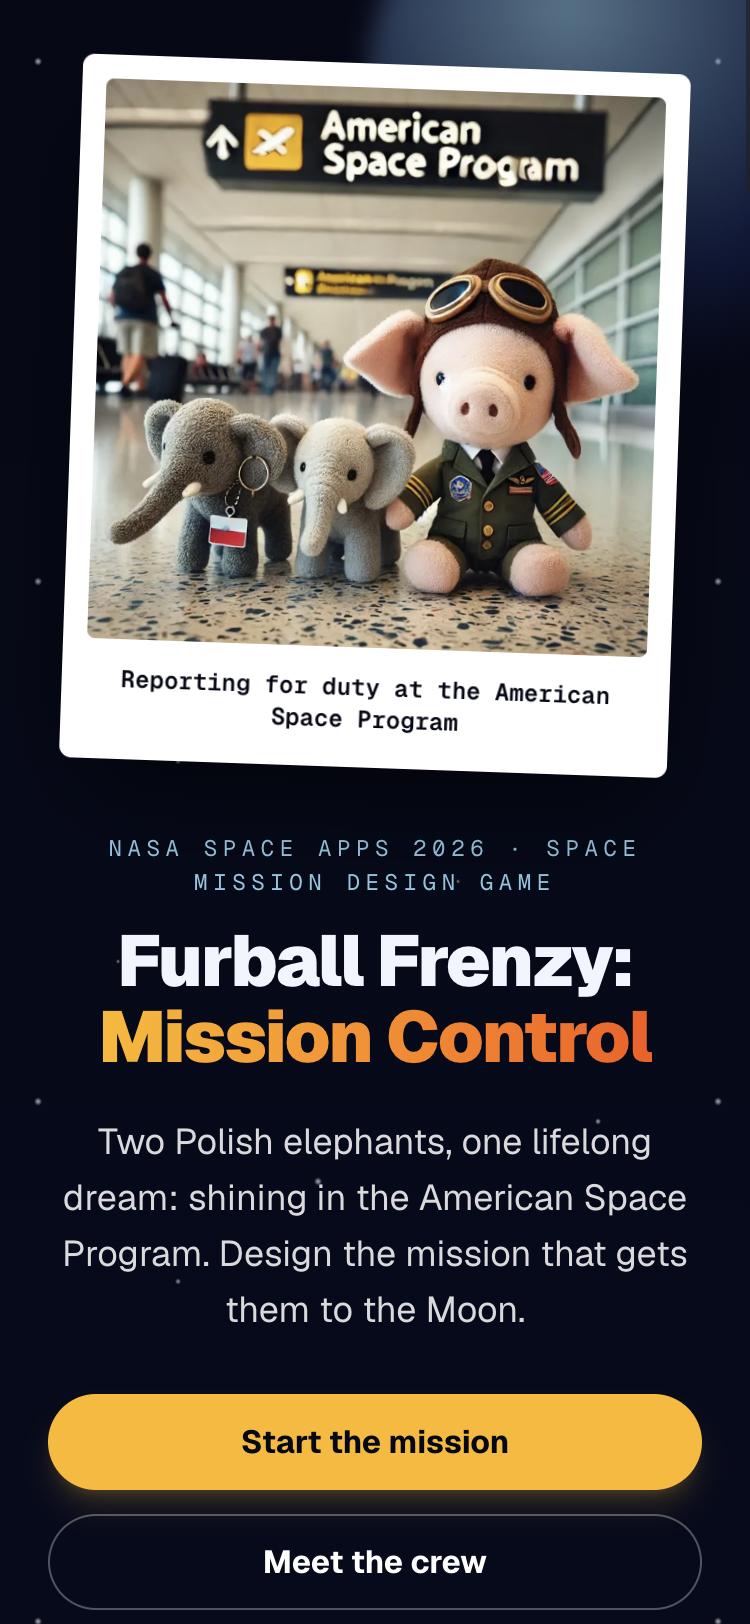 American
Space Program
Reporting for duty at the American
Space Program
NASA SPACE APPS 2026 · SPACE
MISSION DESIGN GAME
Furball Frenzy:
Mission Control
Two Polish elephants, one lifelong
dream: shining in the American Space
Program. Design the mission that gets
them to the Moon.
Start the mission
Meet the crew